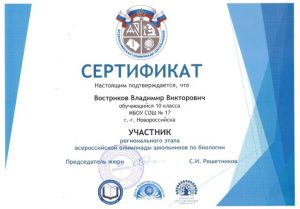 СЕРТИФИКАТ
Настоящим подтверждается, что
Востриков Владимир Викторович
обучающийся 10 класса
МБОУ СОШ № 17
г.-г. Новороссийска
УЧАСТНИК
регионального этапа
всероссийской олимпиады школьников по биологии
Председатель жюри
С.И. Решетников